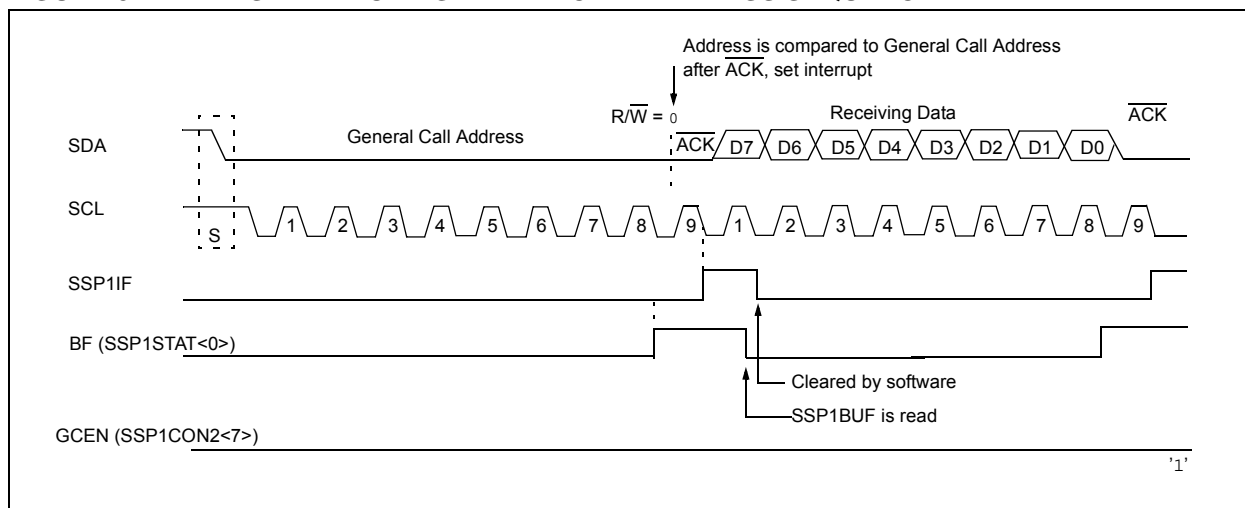 Address is compared to General Call Address
after ACK, set interrupt
R/W = 0
Receiving Data
ACK
SDA
General Call Address
ACK
D7 D6 D5 D4 D3 D2 D1 D0
SCL
S
1 2 3 4 5 6 7 8 9 1 2 3 4 5 6 7 8 9
SSP1IF
BF (SSP1STAT<0>)
Cleared by software
SSP1BUF is read
GCEN (SSP1CON2<7>)
'1'